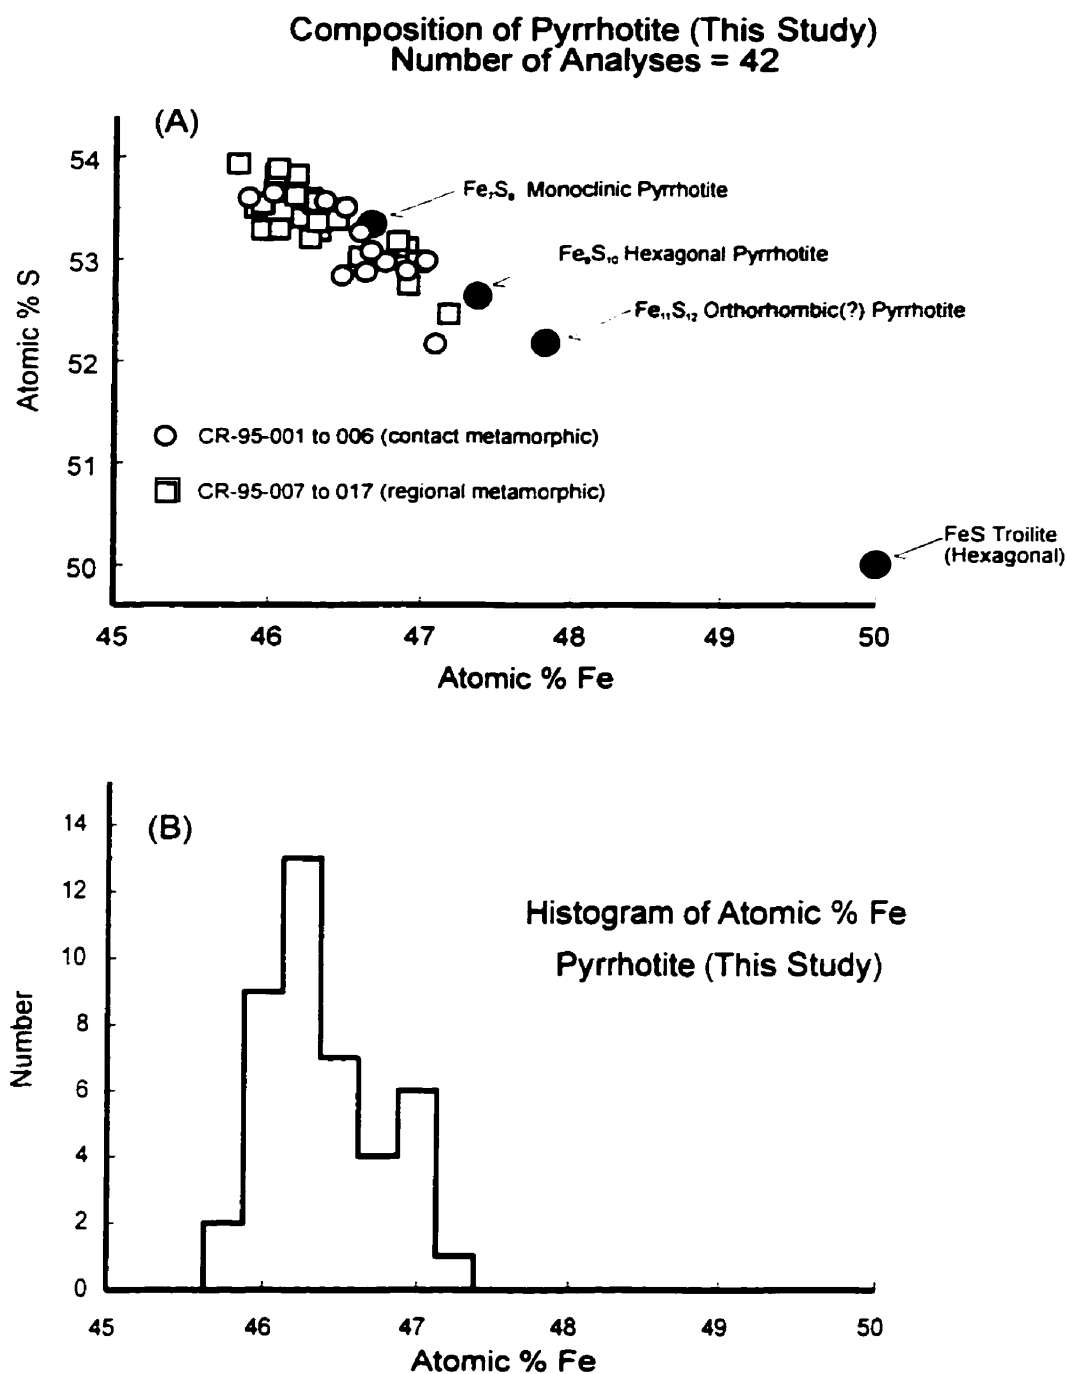 Composition of Pyrrhotite (This Study)
Number of Analyses = 42
(A)
54
53
52
51
50
Atomic % S
Fe₇S₈ Monoclinic Pyrrhotite
Fe₉S₁₀ Hexagonal Pyrrhotite
Fe₁₁S₁₂ Orthorhombic(?) Pyrrhotite
CR-95-001 to 006 (contact metamorphic)
CR-95-007 to 017 (regional metamorphic)
FeS Troilite
(Hexagonal)
45 46 47 48 49 50
Atomic % Fe
(B)
14
12
10
8
6
4
2
0
Number
Histogram of Atomic % Fe
Pyrrhotite (This Study)
45 46 47 48 49 50
Atomic % Fe